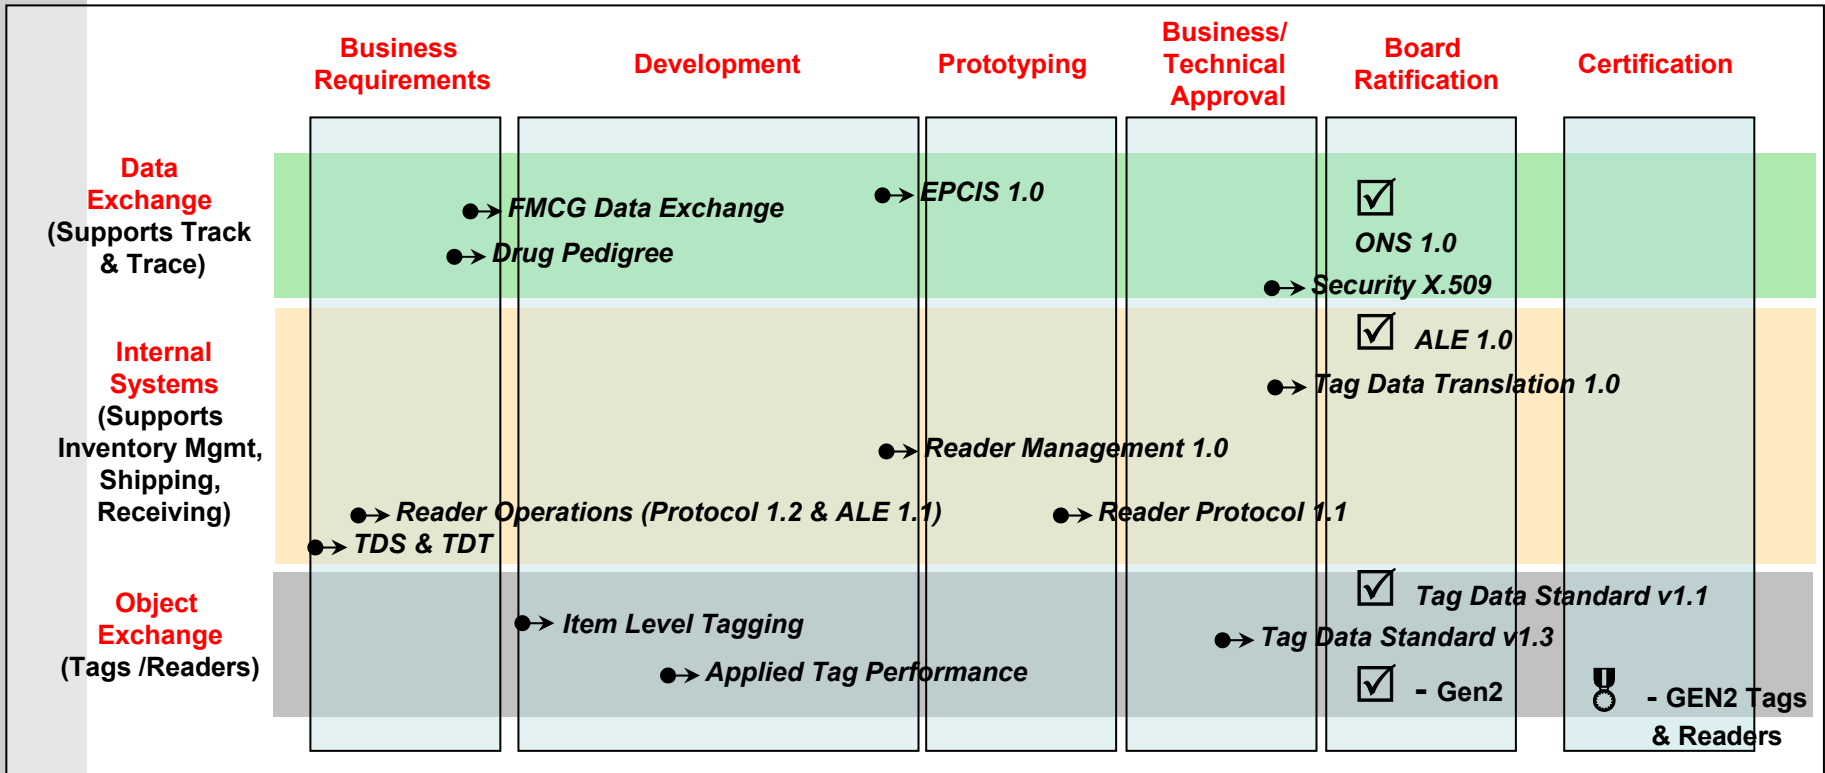 Business
Requirements
Development
Prototyping
Business/
Technical
Approval
Board
Ratification
Certification
Data
Exchange
(Supports Track
& Trace)
FMCG Data Exchange
Drug Pedigree
EPCIS 1.0
ONS 1.0
Security X.509
Internal
Systems
(Supports
Inventory Mgmt,
Shipping,
Receiving)
ALE 1.0
Tag Data Translation 1.0
Reader Management 1.0
Reader Operations (Protocol 1.2 & ALE 1.1)
Reader Protocol 1.1
TDS & TDT
Object
Exchange
(Tags /Readers)
Tag Data Standard v1.1
Item Level Tagging
Tag Data Standard v1.3
Applied Tag Performance
- Gen2
- GEN2 Tags
& Readers